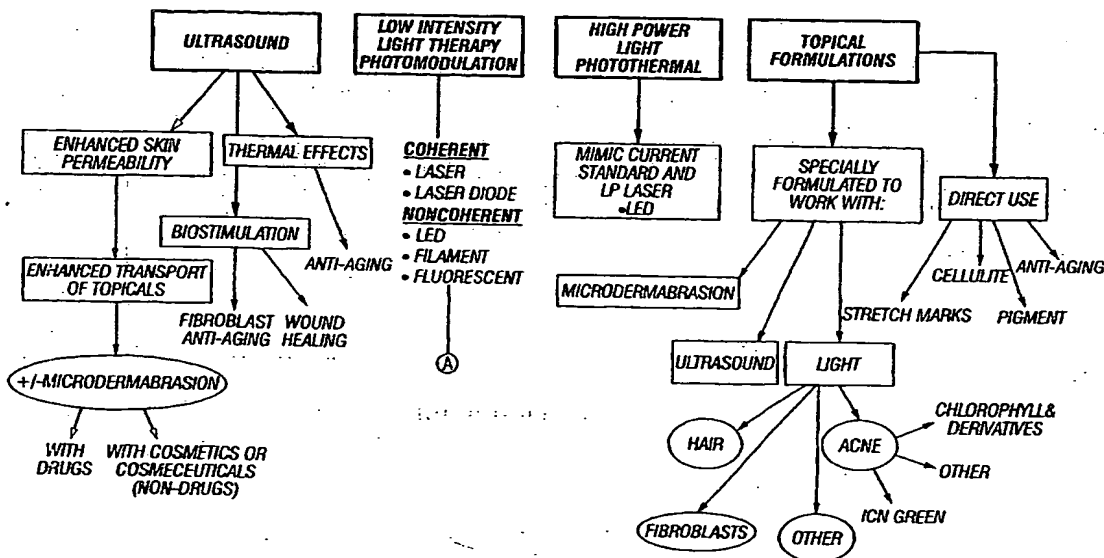 ULTRASOUND
LOW INTENSITY
LIGHT THERAPY
PHOTOMODULATION
HIGH POWER
LIGHT
PHOTOTHERMAL
TOPICAL
FORMULATIONS
ENHANCED SKIN
PERMEABILITY
THERMAL EFFECTS
BIOSTIMULATION
ANTI-AGING
ENHANCED TRANSPORT
OF TOPICALS
FIBROBLAST
ANTI-AGING
WOUND
HEALING
+/-MICRODERMABRASION
WITH
DRUGS
WITH COSMETICS OR
COSMECEUTICALS
(NON-DRUGS)
COHERENT
• LASER
• LASER DIODE
NONCOHERENT
• LED
• FILAMENT
• FLUORESCENT
A
MIMIC CURRENT
STANDARD AND
LP LASER
•LED
SPECIALLY
FORMULATED TO
WORK WITH:
DIRECT USE
MICRODERMABRASION
STRETCH MARKS
CELLULITE
PIGMENT
ANTI-AGING
ULTRASOUND
LIGHT
HAIR
FIBROBLASTS
OTHER
ACNE
CHLOROPHYLL&
DERIVATIVES
OTHER
ICN GREEN